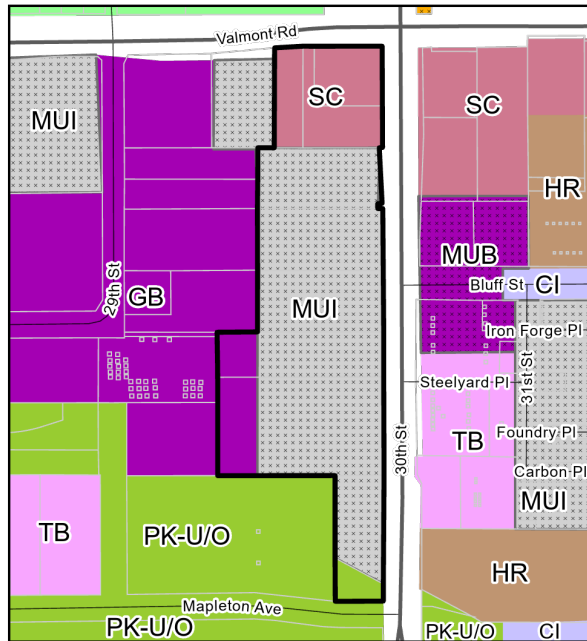 Valmont Rd
SC
SC
MUI
HR
29th St
GB
MUI
MUB
CI
Bluff St
Iron Forge Pl
31st St
Steelyard Pl
30th St
TB
Foundry Pl
Carbon Pl
MUI
TB
PK-U/O
HR
Mapleton Ave
PK-U/O
PK-U/O
CI